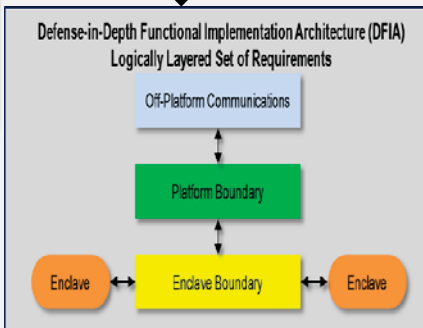 Defense-in-Depth Functional Implementation Architecture (DFIA)
Logically Layered Set of Requirements
Off-Platform Communications
Platform Boundary
Enclave
Enclave Boundary
Enclave